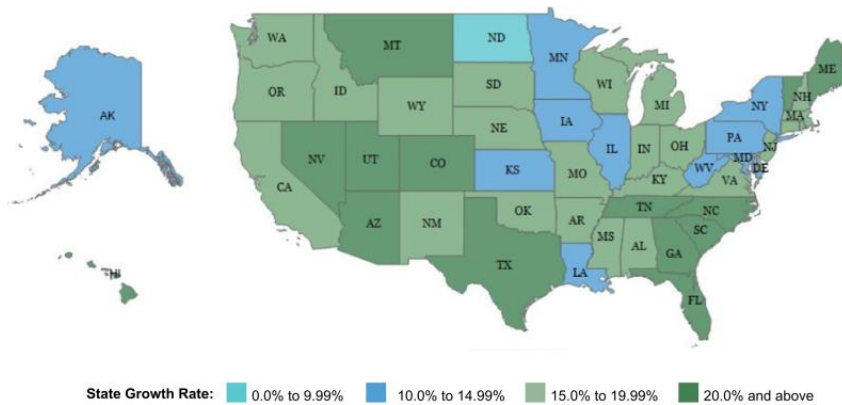 WA
MT
ND
MN
ME
OR
ID
SD
WI
MI
NY
NH
MA
WY
NE
IA
PA
NJ
AK
NV
UT
CO
KS
IL
IN
OH
MD
DE
WV
VA
CA
MO
KY
AZ
NM
OK
AR
TN
NC
SC
HI
TX
LA
MS
AL
GA
FL
State Growth Rate: 0.0% to 9.99% 10.0% to 14.99% 15.0% to 19.99% 20.0% and above